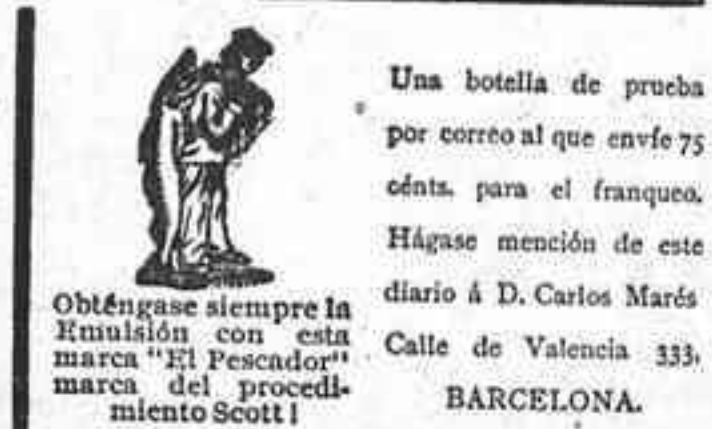 Obténgase siempre la
Emulsión con esta
marca "El Pescador"
marca del procedi-
miento Scott!
Una botella de prueba
por correo al que envíe 75
cénts. para el franqueo.
Hágase mención de este
diario á D. Carlos Marés
Calle de Valencia 333.
BARCELONA.